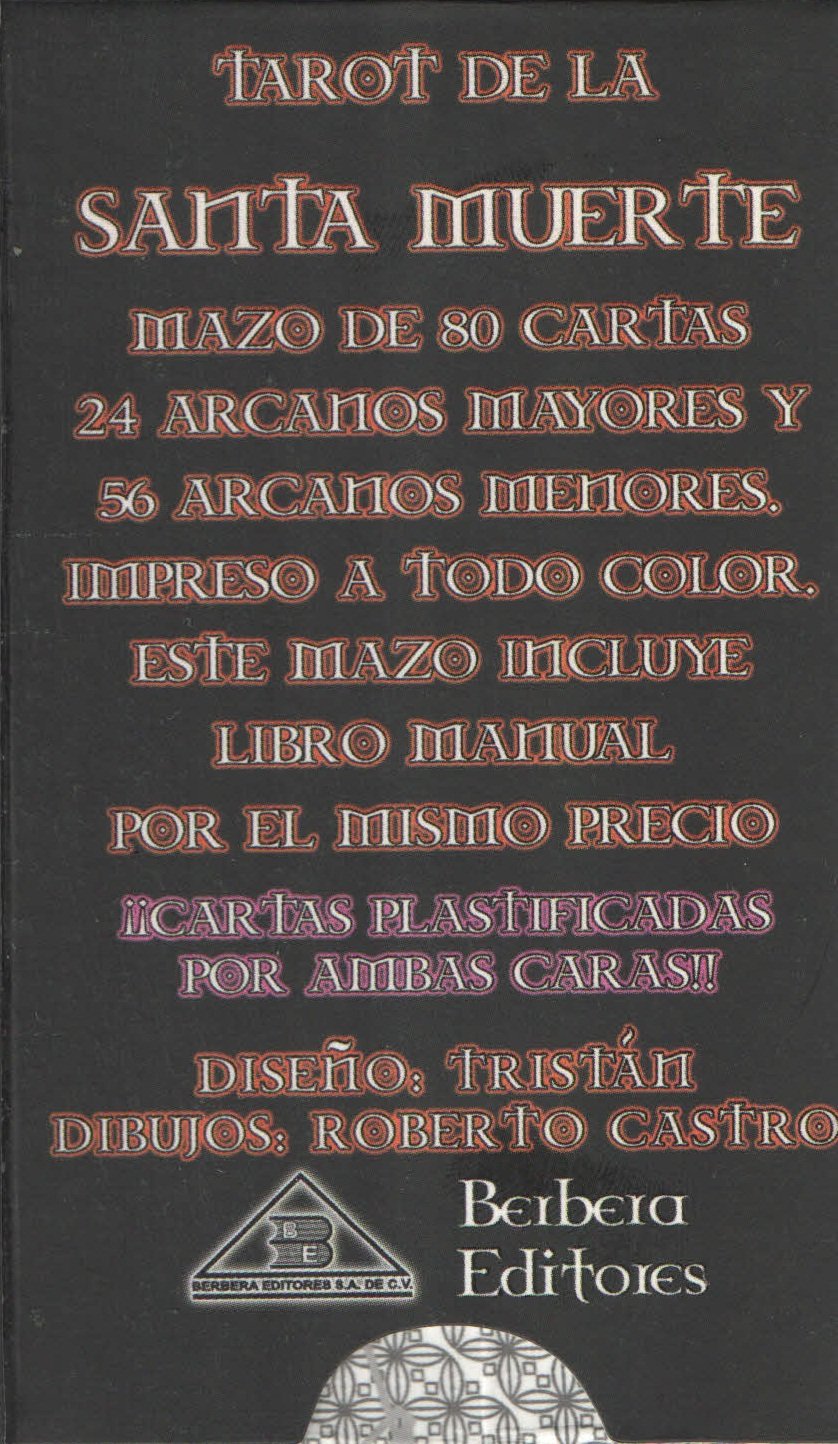 TAROT DE LA
SANTA MUERTE
MAZO DE 80 CARTAS
24 ARCANOS MAYORES Y
56 ARCANOS MENORES.
IMPRESO A TODO COLOR.
ESTE MAZO INCLUYE
LIBRO MANUAL
POR EL MISMO PRECIO
¡¡CARTAS PLASTIFICADAS
POR AMBAS CARAS!!
DISEÑO: TRISTÁN
DIBUJOS: ROBERTO CASTRO
B
E
BERBERA EDITORES S.A. DE C.V.
Berbera
Editores